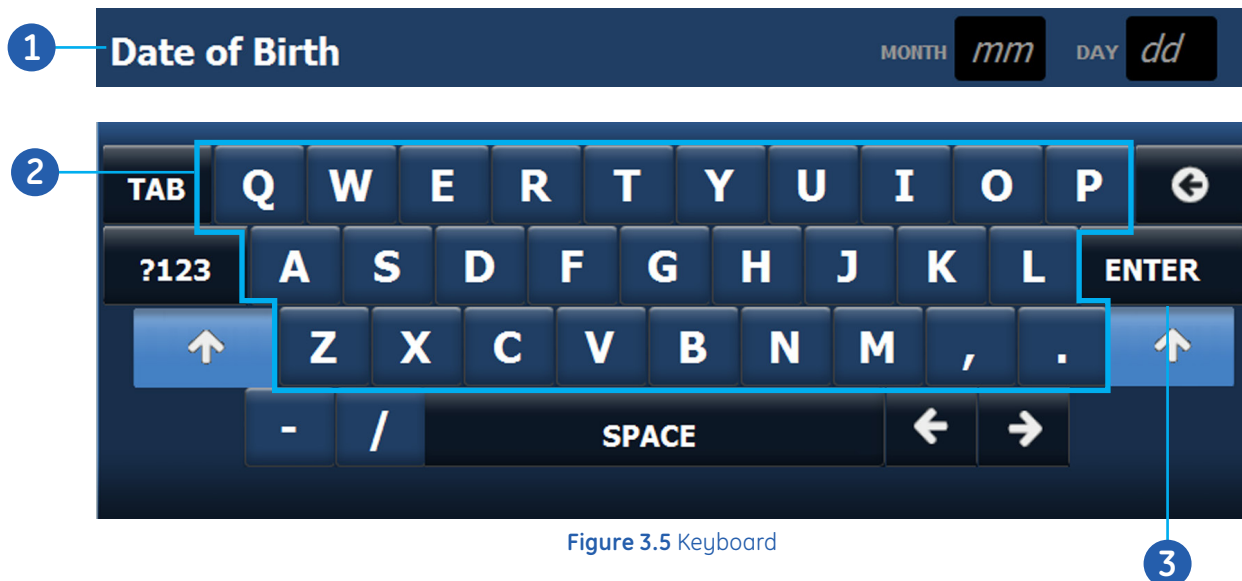 1 Date of Birth MONTH mm DAY dd
2
TAB Q W E R T Y U I O P
?123 A S D F G H J K L ENTER
Z X C V B N M , .
- / SPACE
Figure 3.5 Keyboard
3